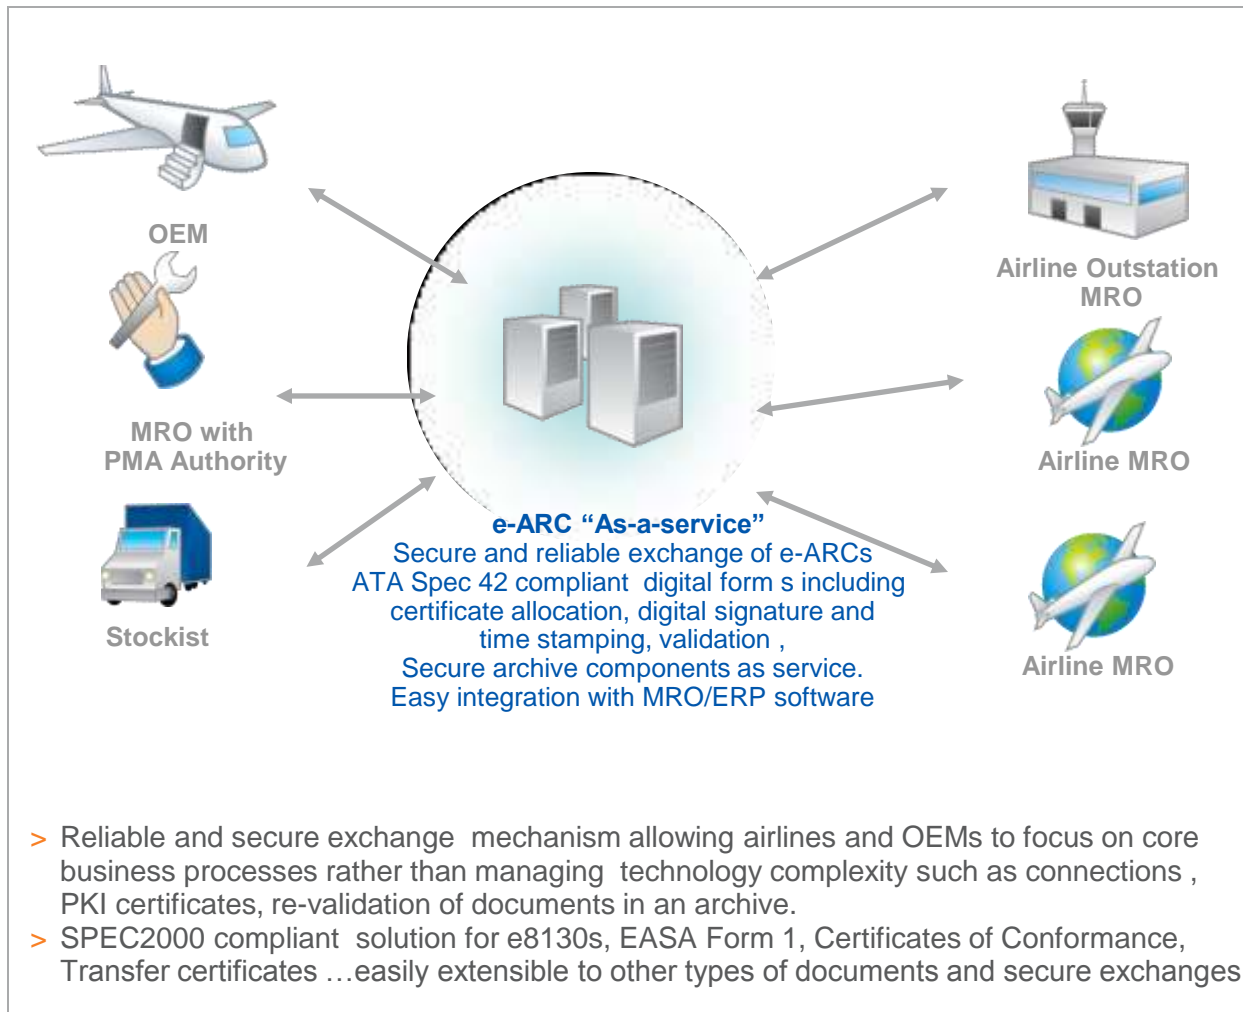 OEM
MRO with
PMA Authority
Stockist
Airline Outstation
MRO
Airline MRO
Airline MRO
e-ARC “As-a-service”
Secure and reliable exchange of e-ARCs
ATA Spec 42 compliant digital form s including
certificate allocation, digital signature and
time stamping, validation ,
Secure archive components as service.
Easy integration with MRO/ERP software
> Reliable and secure exchange mechanism allowing airlines and OEMs to focus on core
business processes rather than managing technology complexity such as connections ,
PKI certificates, re-validation of documents in an archive.
> SPEC2000 compliant solution for e8130s, EASA Form 1, Certificates of Conformance,
Transfer certificates …easily extensible to other types of documents and secure exchanges